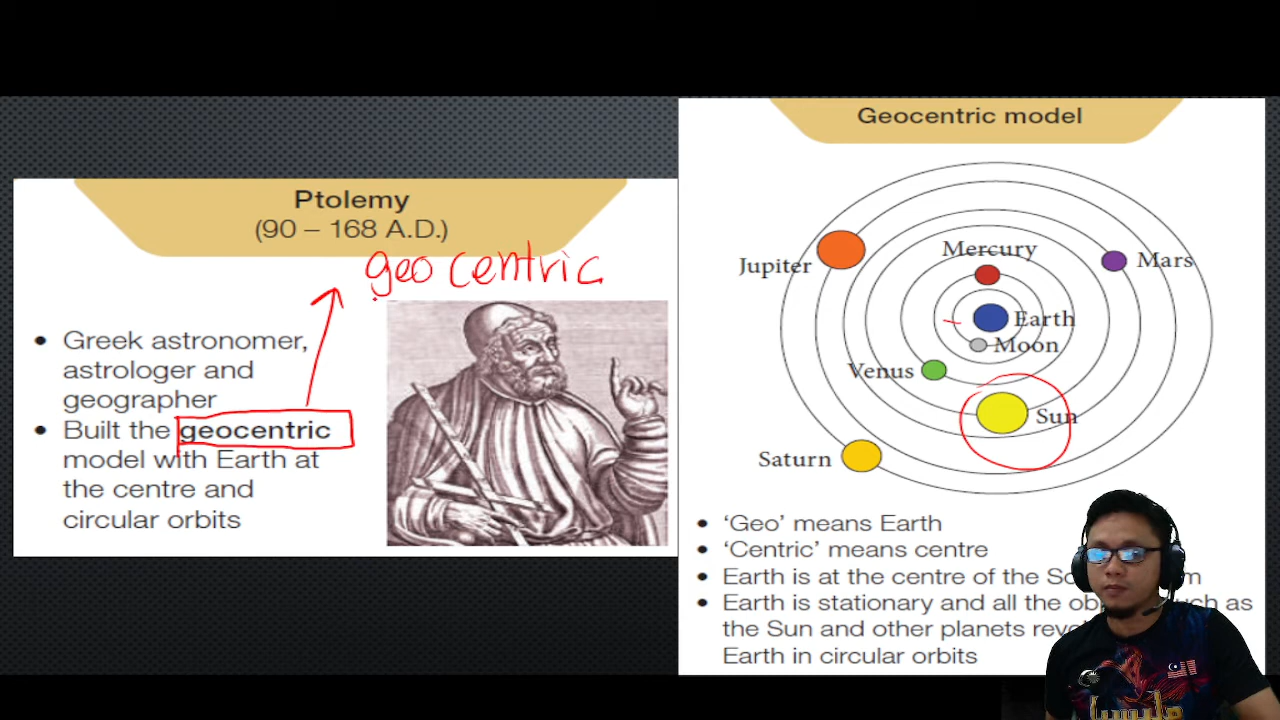 Ptolemy
(90 – 168 A.D.)
geocentric
• Greek astronomer,
astrologer and
geographer
• Built the geocentric
model with Earth at
the centre and
circular orbits
Geocentric model
Mercury
Jupiter
Mars
Earth
Moon
Venus
Sun
Saturn
• ‘Geo’ means Earth
• ‘Centric’ means centre
• Earth is at the centre of the
• Earth is stationary and all the such as
the Sun and other planets
Earth in circular orbits